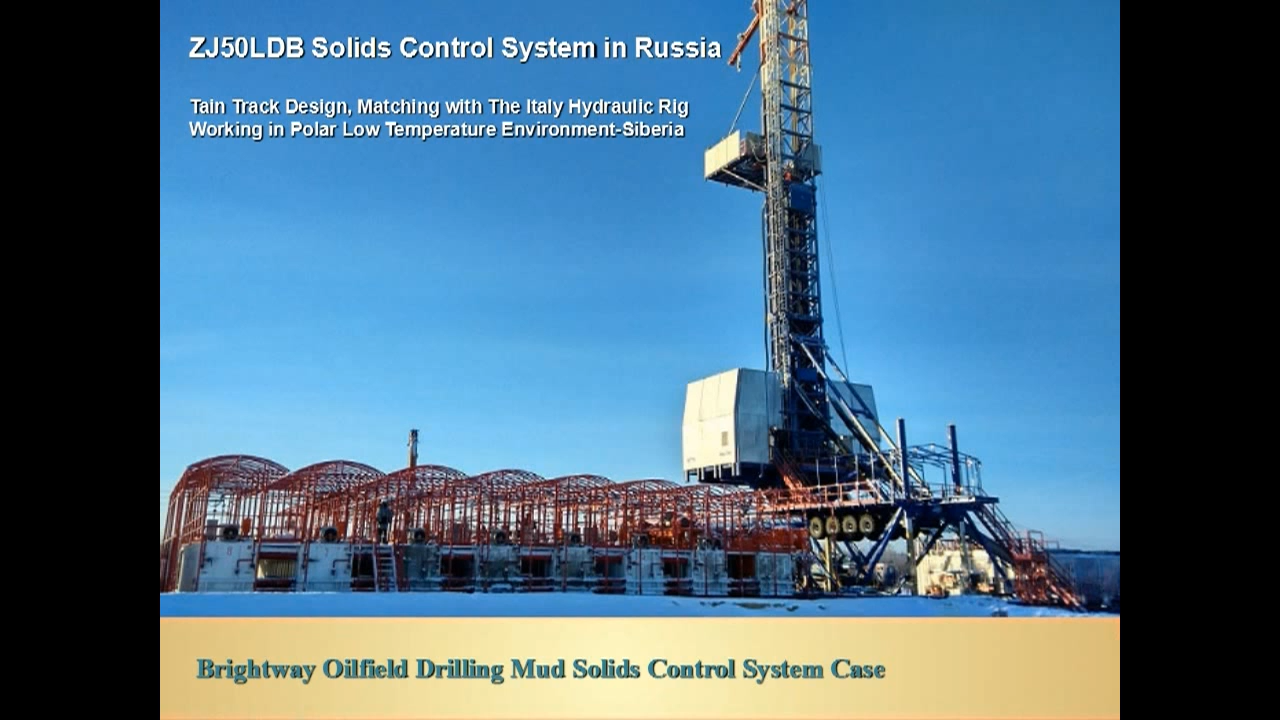 ZJ50LDB Solids Control System in Russia
Tain Track Design, Matching with The Italy Hydraulic Rig
Working in Polar Low Temperature Environment-Siberia
8
Brightway Oilfield Drilling Mud Solids Control System Case